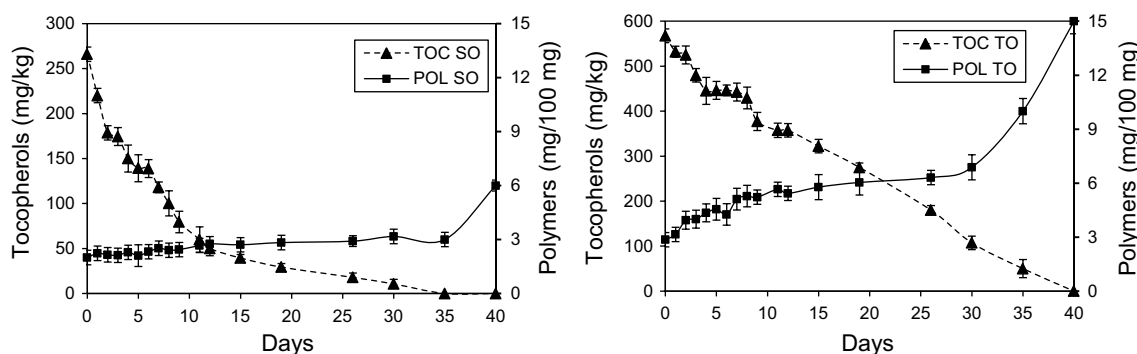 Tocopherols (mg/kg)
300
250
200
150
100
50
0
TOC SO
POL SO
15
12
9
6
3
0
Polymers (mg/100 mg)
0 5 10 15 20 25 30 35 40
Days
Tocopherols (mg/kg)
600
500
400
300
200
100
0
TOC TO
POL TO
15
12
9
6
3
0
Polymers (mg/100 mg)
0 5 10 15 20 25 30 35 40
Days